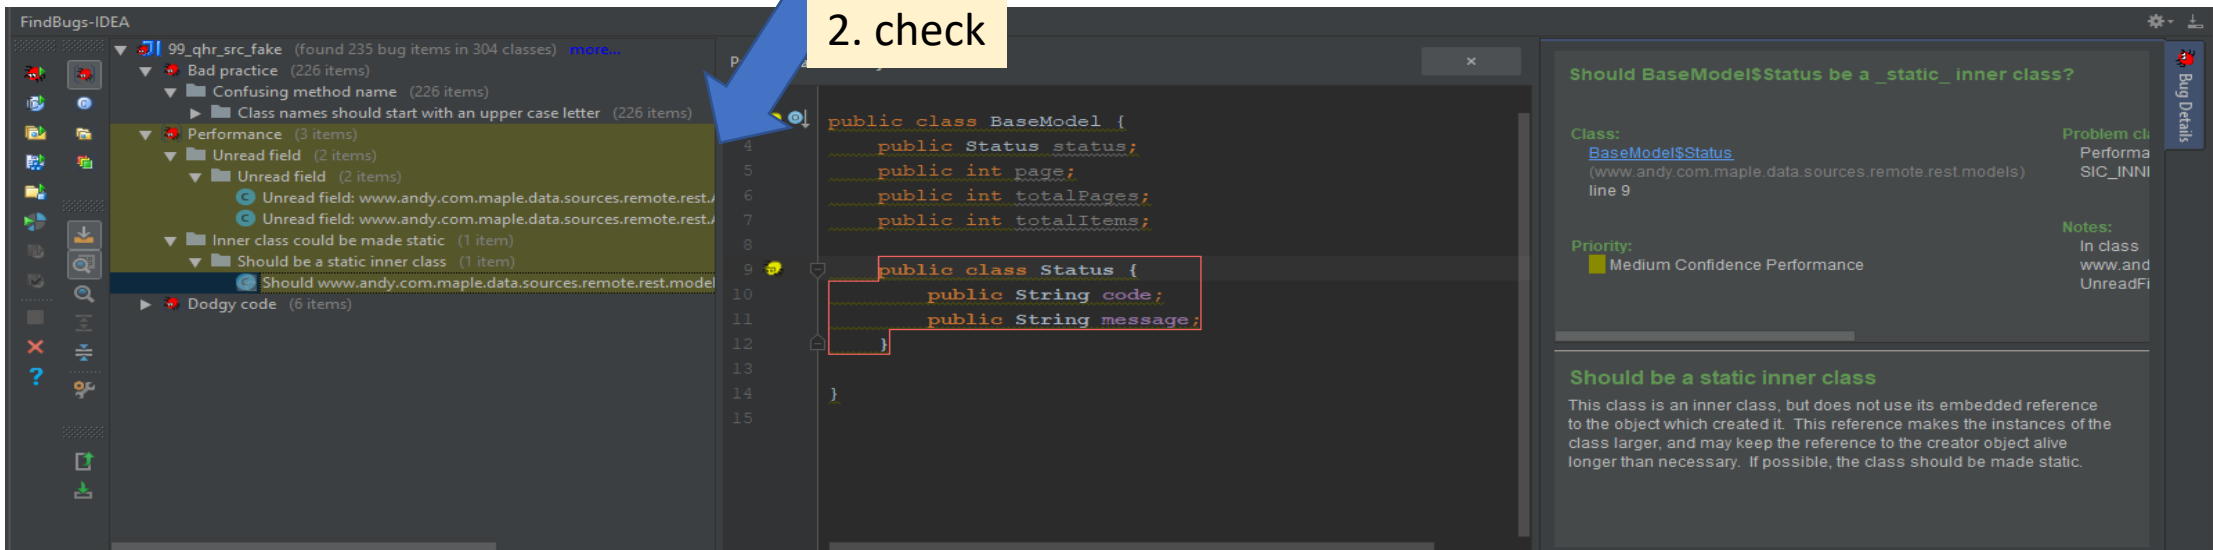 FindBugs-IDEA
2. check
99_qhr_src_fake (found 235 bug items in 304 classes) more...
Bad practice (226 items)
Confusing method name (226 items)
Class names should start with an upper case letter (226 items)
Performance (3 items)
Unread field (2 items)
Unread field (2 items)
Unread field: www.andy.com.maple.data.sources.remote.rest.
Unread field: www.andy.com.maple.data.sources.remote.rest.
Inner class could be made static (1 item)
Should be a static inner class (1 item)
Should www.andy.com.maple.data.sources.remote.rest.model
Dodgy code (6 items)
public class BaseModel {
4 public Status status;
5 public int page;
6 public int totalPages;
7 public int totalItems;
8
9 public class Status {
10 public String code;
11 public String message;
12 }
13
14 }
15
Should BaseModel$Status be a _static_ inner class?
Class:
BaseModel$Status
(www.andy.com.maple.data.sources.remote.rest.models)
line 9
Priority:
Medium Confidence Performance
Problem cl
Performa
SIC_INN
Notes:
In class
www.and
UnreadFi
Should be a static inner class
This class is an inner class, but does not use its embedded reference
to the object which created it. This reference makes the instances of the
class larger, and may keep the reference to the creator object alive
longer than necessary. If possible, the class should be made static.
Bug Details